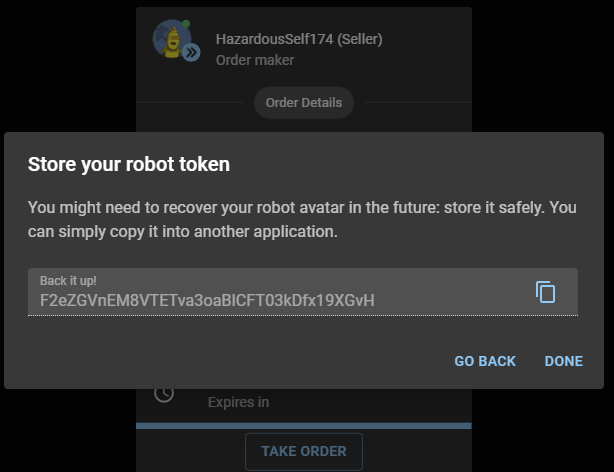 HazardousSelf174 (Seller)
Order maker
Order Details
Store your robot token
You might need to recover your robot avatar in the future: store it safely. You
can simply copy it into another application.
Back it up!
F2eZGVnEM8VTETva3oaBlCFT03kDfx19XGvH
GO BACK
DONE
Expires in
TAKE ORDER